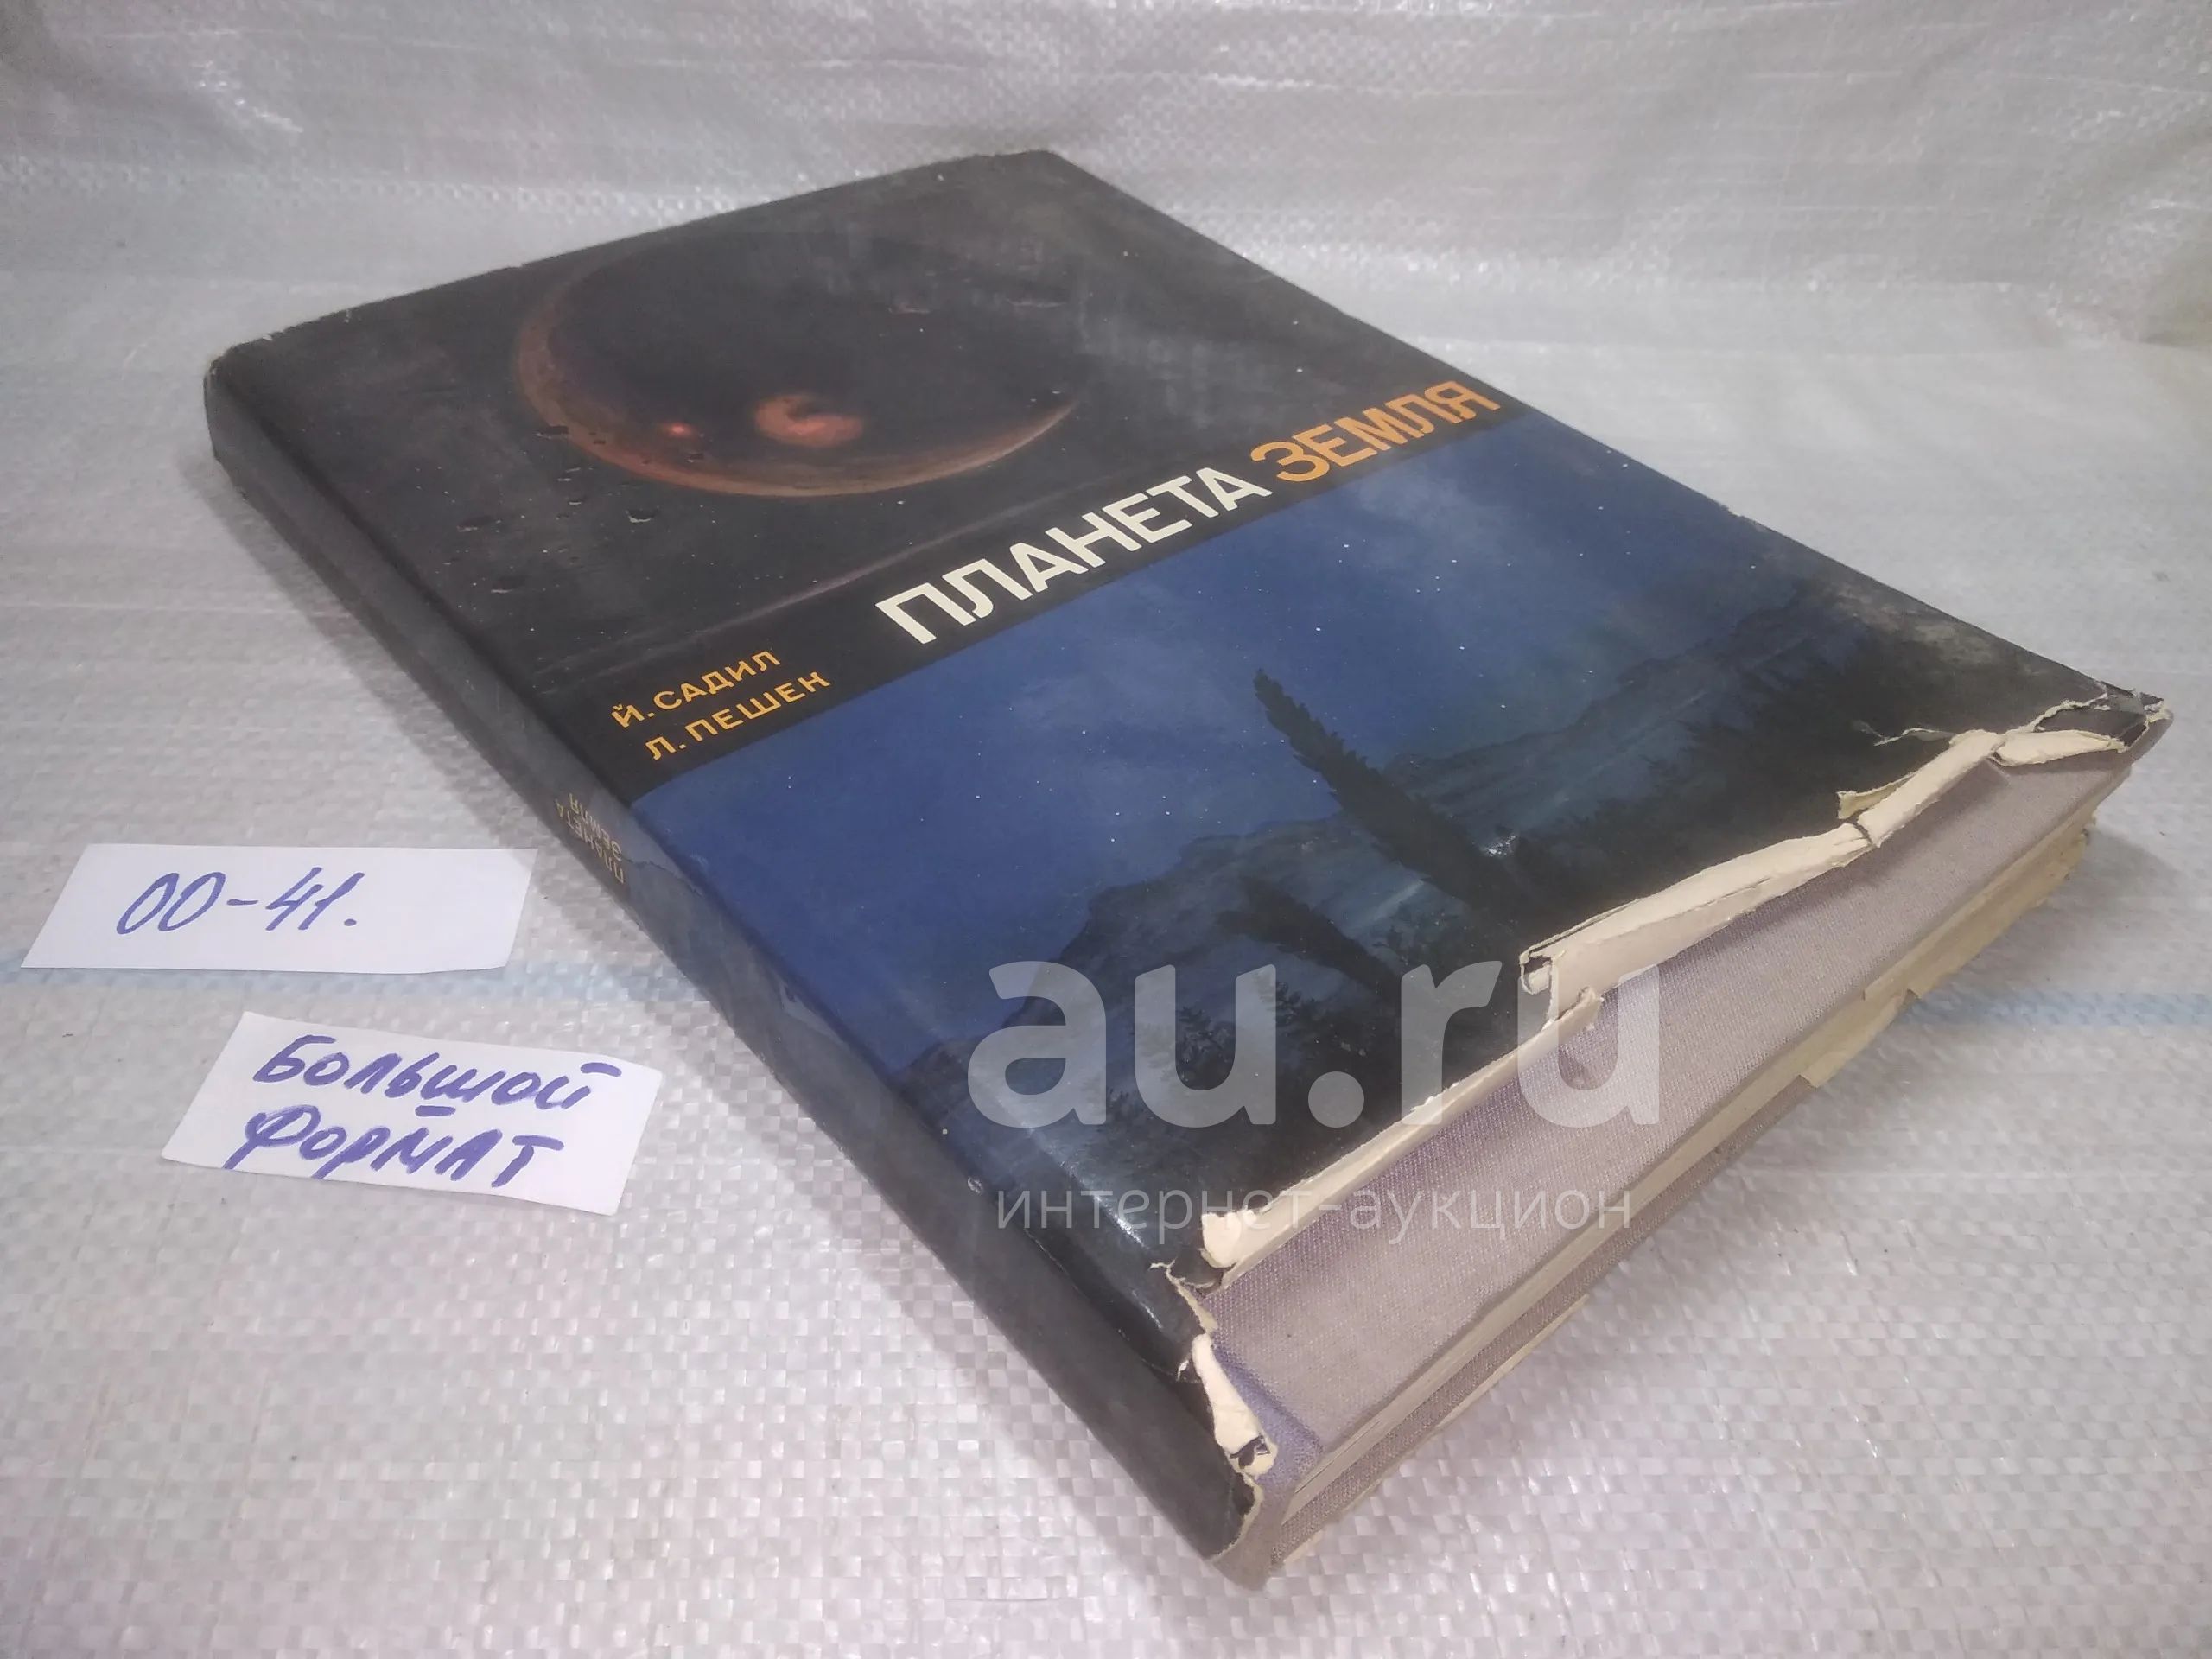 ПЛАНЕТА ЗЕМЛЯ
Й. САДИЛ
Л. ПЕШЕК
ПЛАНЕТА
ЗЕМЛЯ
00-41.
БОЛЬШОЙ
ФОРМАТ
au.ru
интернет-аукцион